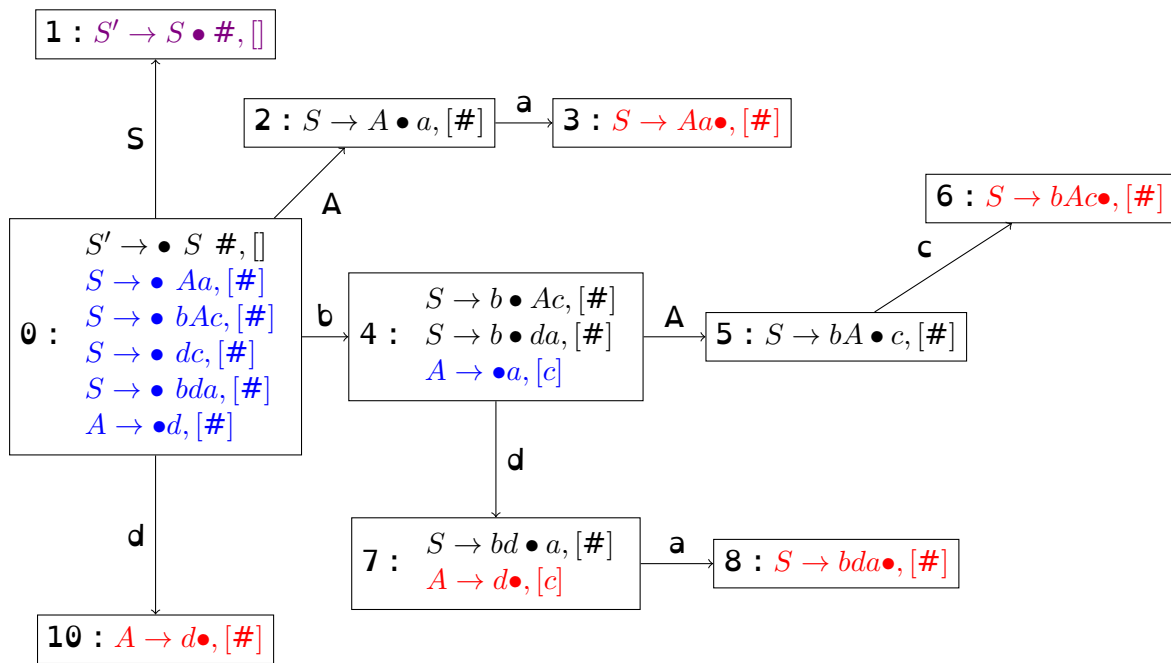 1 : S′ → S • #, []
S
2 : S → A • a, [#]
a
3 : S → Aa•, [#]
A
6 : S → bAc•, [#]
c
0 :
S′ → • S #, []
S → • Aa, [#]
S → • bAc, [#]
S → • dc, [#]
S → • bda, [#]
A → •d, [#]
b
4 :
S → b • Ac, [#]
S → b • da, [#]
A → •a, [c]
A
5 : S → bA • c, [#]
d
d
7 :
S → bd • a, [#]
A → d•, [c]
a
8 : S → bda•, [#]
10 : A → d•, [#]